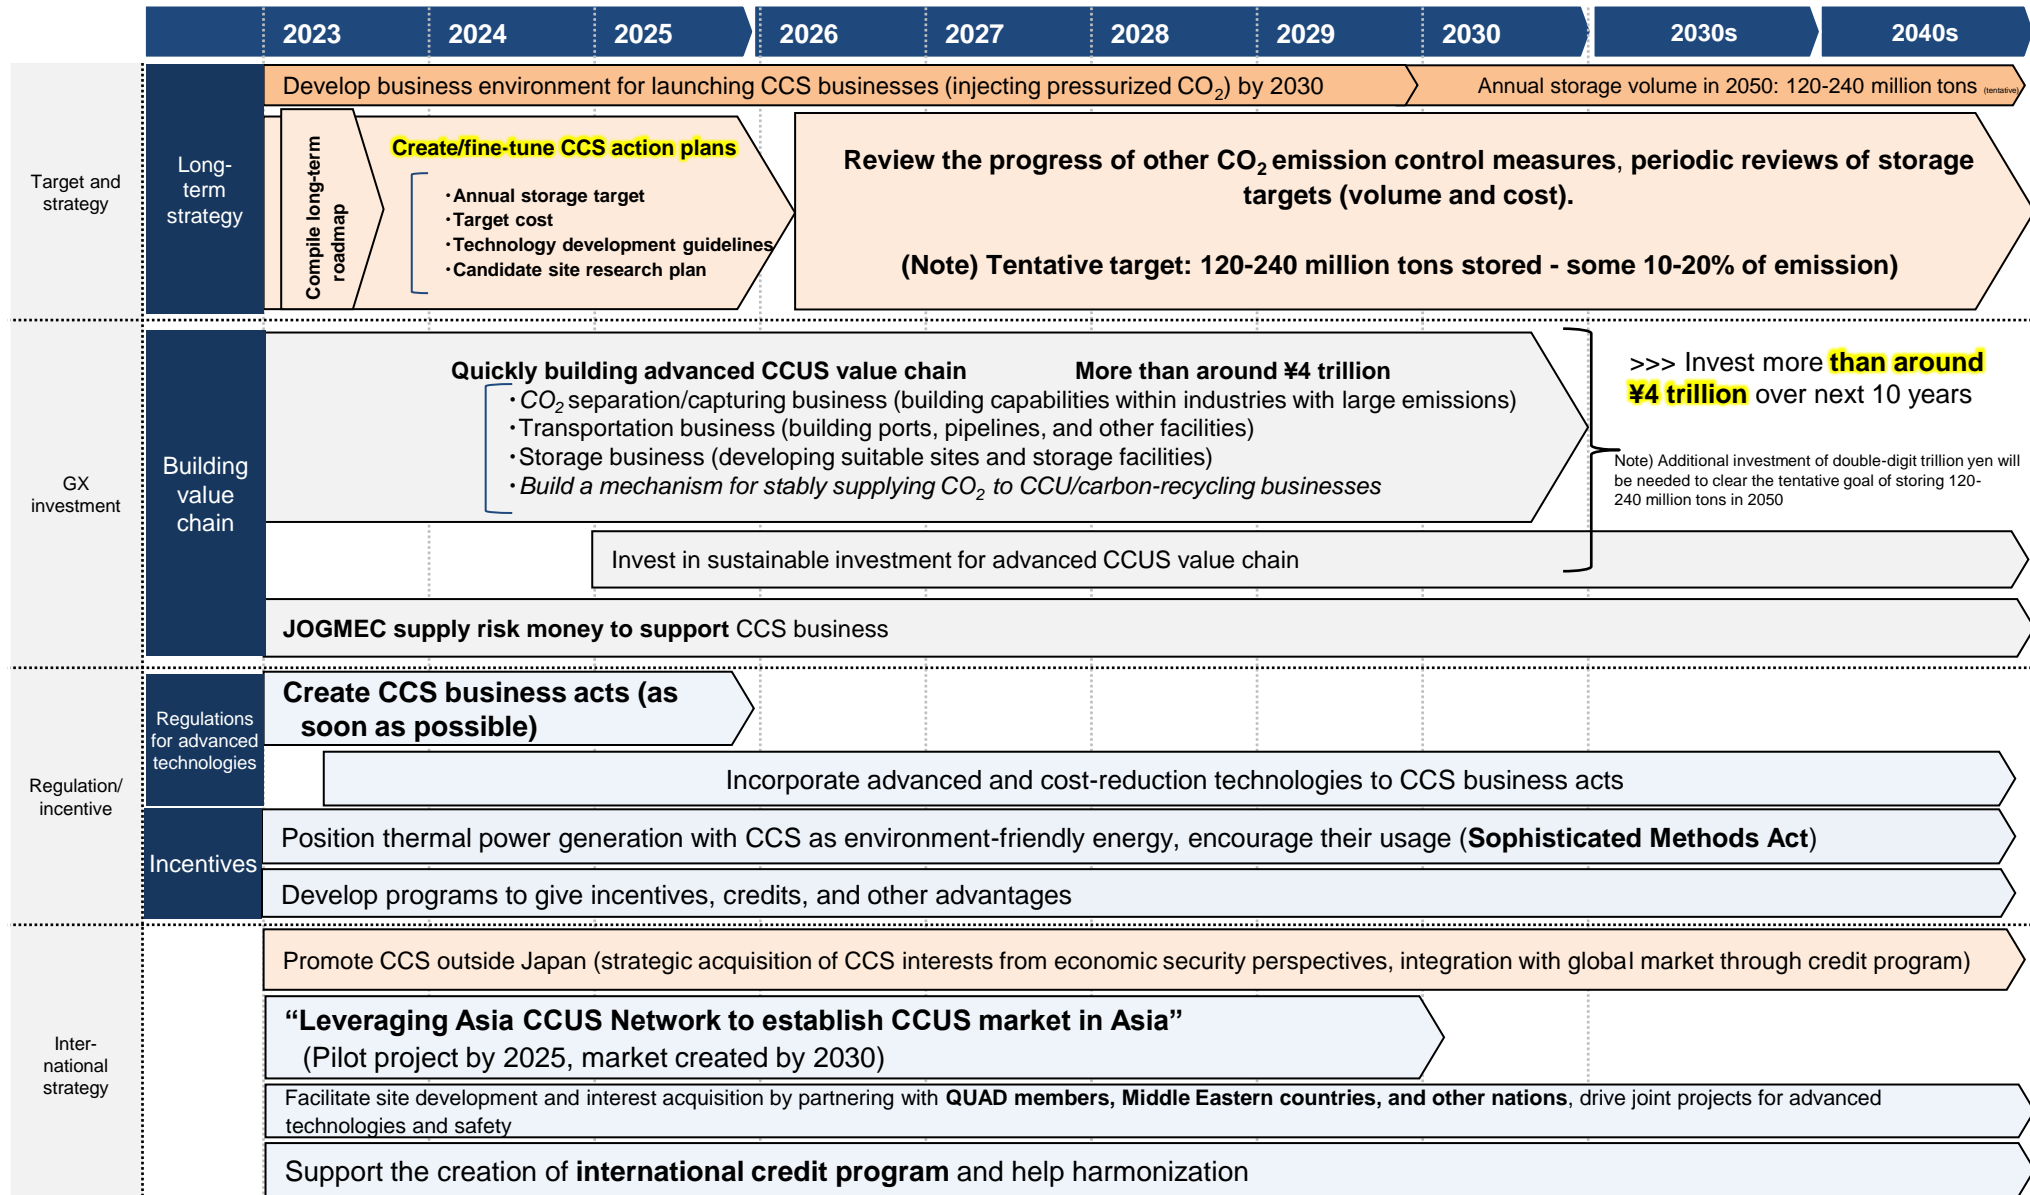 2023 2024 2025 2026 2027 2028 2029 2030 2030s 2040s
Target and
strategy
Long-
term
strategy
Develop business environment for launching CCS businesses (injecting pressurized CO2) by 2030
Annual storage volume in 2050: 120-240 million tons (tentative)
Compile long-term
roadmap
Create/fine-tune CCS action plans
・Annual storage target
・Target cost
・Technology development guidelines
・Candidate site research plan
Review the progress of other CO2 emission control measures, periodic reviews of storage
targets (volume and cost).
(Note) Tentative target: 120-240 million tons stored - some 10-20% of emission)
GX
investment
Building
value
chain
Quickly building advanced CCUS value chain More than around ¥4 trillion
・CO2 separation/capturing business (building capabilities within industries with large emissions)
・Transportation business (building ports, pipelines, and other facilities)
・Storage business (developing suitable sites and storage facilities)
・Build a mechanism for stably supplying CO2 to CCU/carbon-recycling businesses
>>> Invest more than around
¥4 trillion over next 10 years
Note) Additional investment of double-digit trillion yen will
be needed to clear the tentative goal of storing 120-
240 million tons in 2050
Invest in sustainable investment for advanced CCUS value chain
JOGMEC supply risk money to support CCS business
Regulation/
incentive
Regulations
for advanced
technologies
Create CCS business acts (as
soon as possible)
Incorporate advanced and cost-reduction technologies to CCS business acts
Incentives
Position thermal power generation with CCS as environment-friendly energy, encourage their usage (Sophisticated Methods Act)
Develop programs to give incentives, credits, and other advantages
Inter-
national
strategy
Promote CCS outside Japan (strategic acquisition of CCS interests from economic security perspectives, integration with global market through credit program)
“Leveraging Asia CCUS Network to establish CCUS market in Asia”
(Pilot project by 2025, market created by 2030)
Facilitate site development and interest acquisition by partnering with QUAD members, Middle Eastern countries, and other nations, drive joint projects for advanced
technologies and safety
Support the creation of international credit program and help harmonization